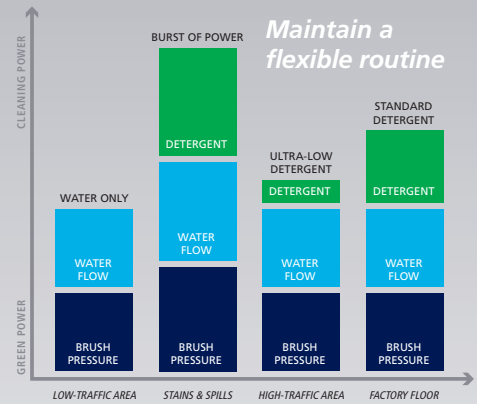 Maintain a
flexible routine
CLEANING POWER
GREEN POWER
WATER ONLY
WATER
FLOW
BRUSH
PRESSURE
LOW-TRAFFIC AREA
BURST OF POWER
DETERGENT
WATER
FLOW
BRUSH
PRESSURE
STAINS & SPILLS
ULTRA-LOW
DETERGENT
DETERGENT
WATER
FLOW
BRUSH
PRESSURE
HIGH-TRAFFIC AREA
STANDARD
DETERGENT
DETERGENT
WATER
FLOW
BRUSH
PRESSURE
FACTORY FLOOR